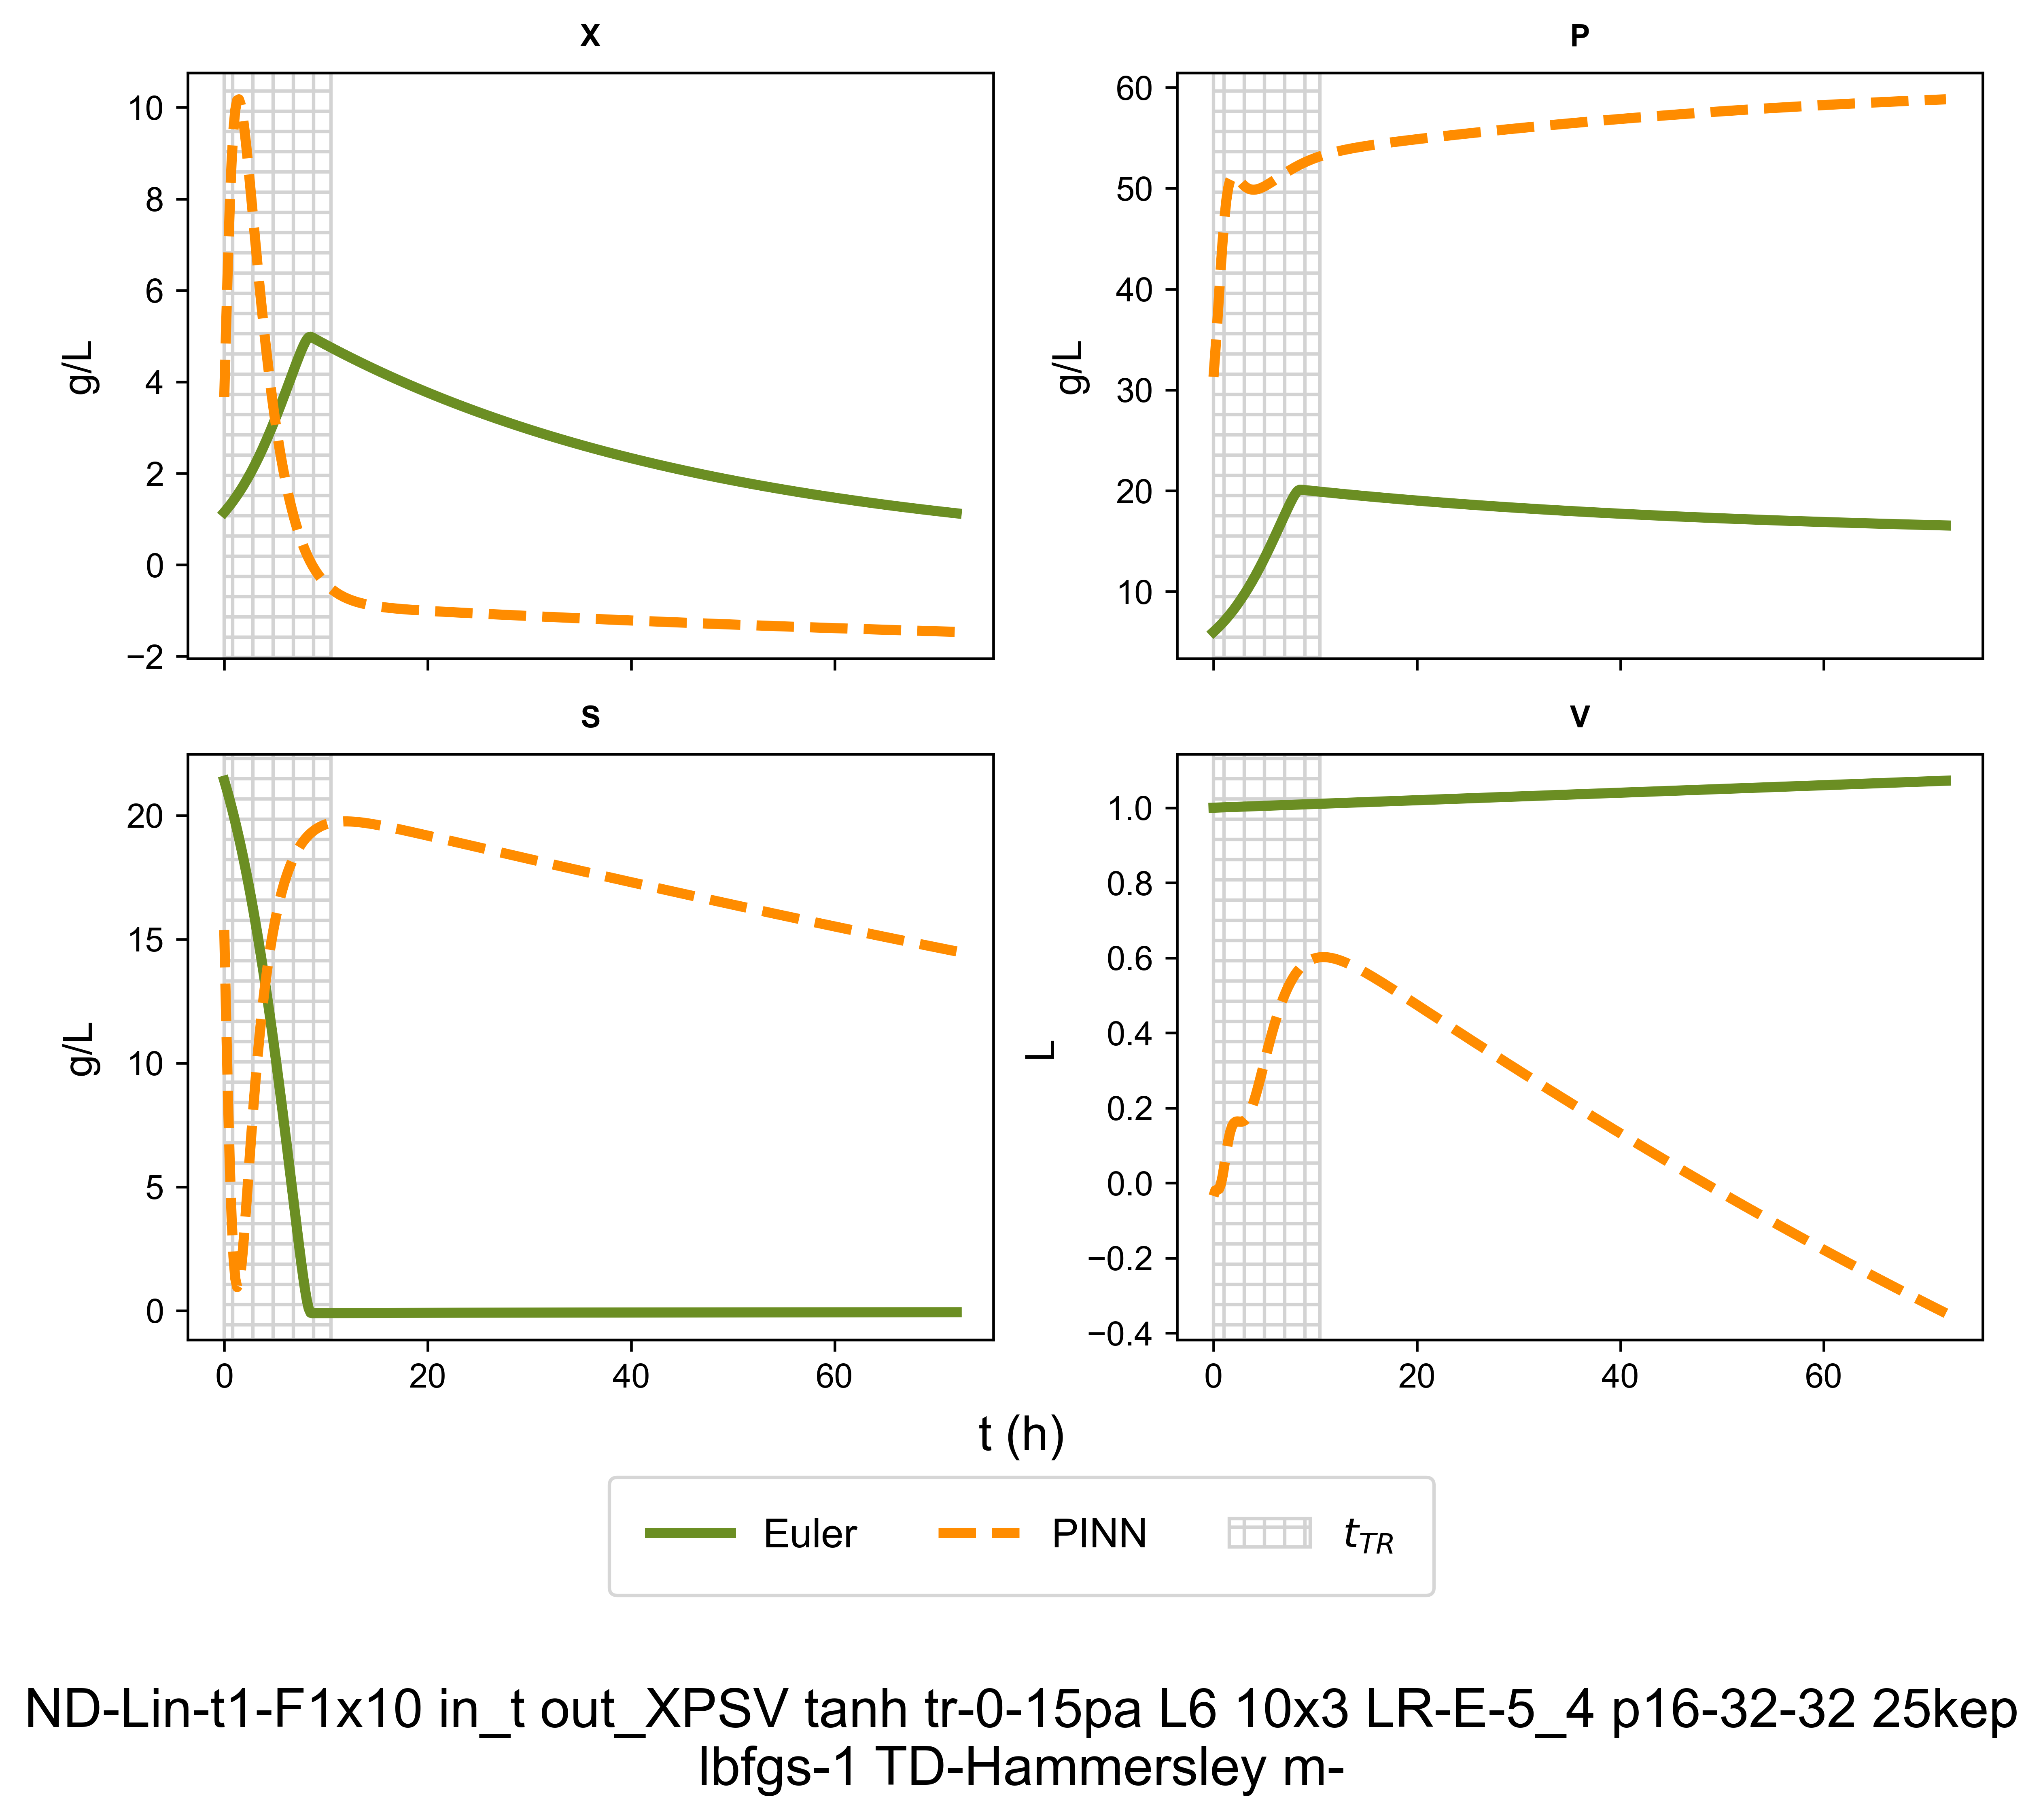 X
P
10
8
6
4
2
0
−2
g/L
60
50
40
30
20
10
g/L
S
V
20
15
10
5
0
g/L
1.0
0.8
0.6
0.4
0.2
0.0
−0.2
−0.4
L
0 20 40 60
0 20 40 60
t (h)
Euler PINN t_TR
ND-Lin-t1-F1x10 in_t out_XPSV tanh tr-0-15pa L6 10x3 LR-E-5_4 p16-32-32 25kep
lbfgs-1 TD-Hammersley m-